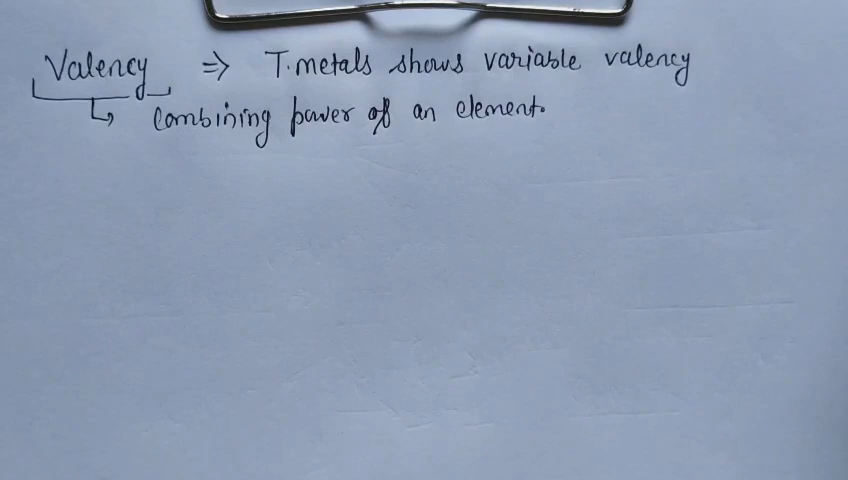 Valency ⇒ T.metals shows variable valency
↳ Combining power of an element.